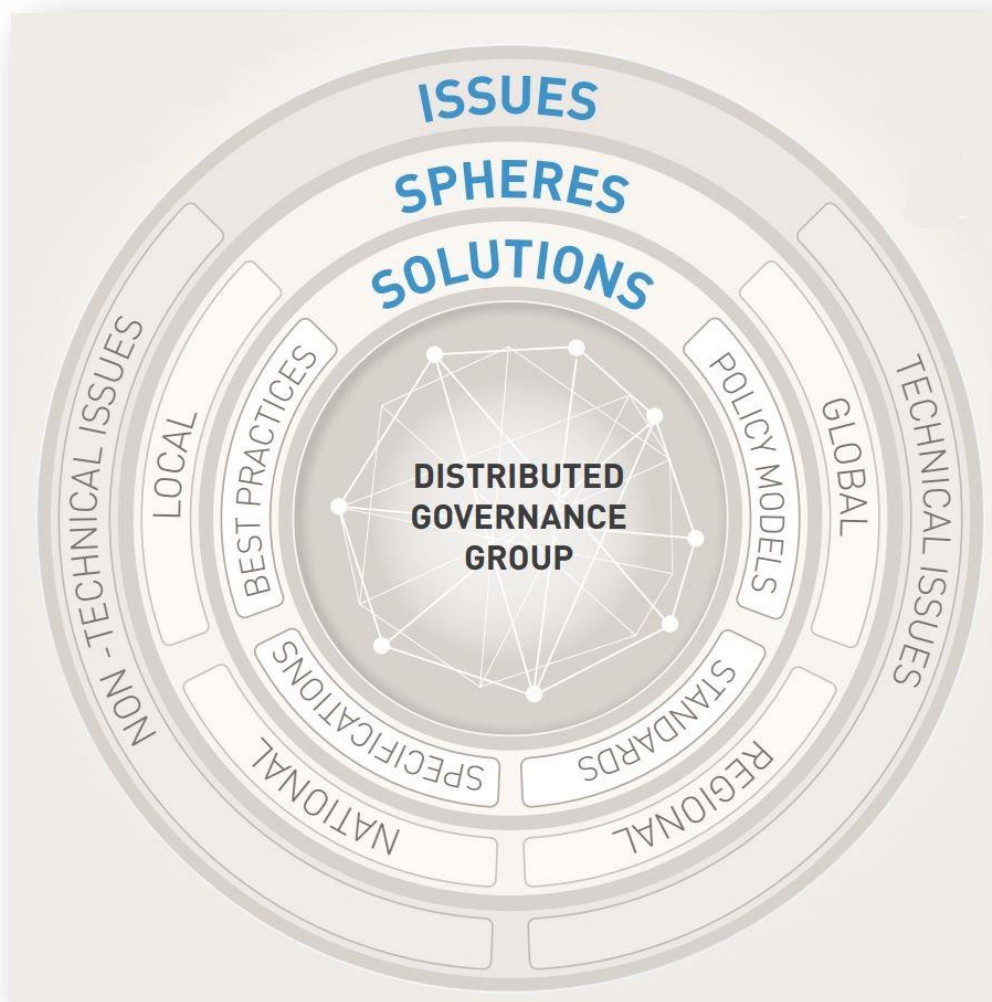 ISSUES
SPHERES
SOLUTIONS
NON - TECHNICAL ISSUES
LOCAL
BEST PRACTICES
POLICY MODELS
GLOBAL
TECHNICAL ISSUES
DISTRIBUTED
GOVERNANCE
GROUP
SPECIFICATIONS
STANDARDS
NATIONAL
REGIONAL